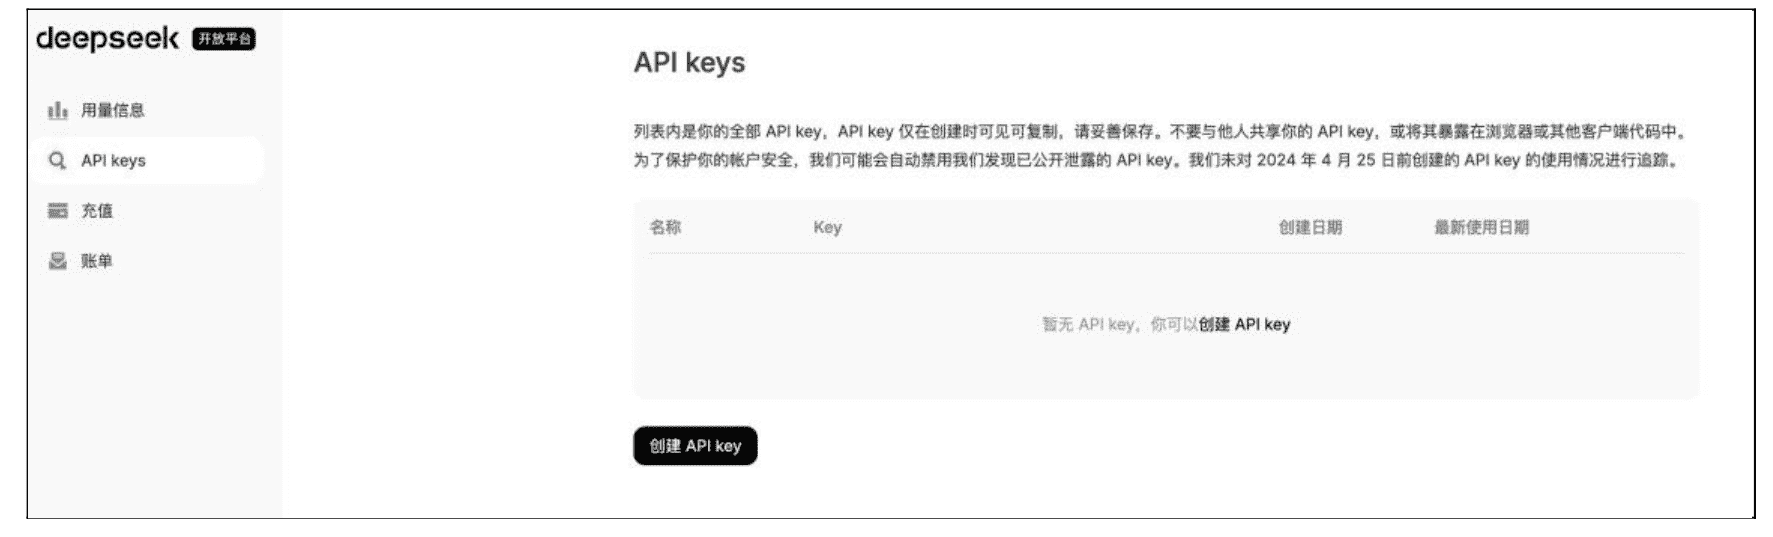 deepseek 开放平台
用量信息
API keys
充值
账单
API keys
列表内是你的全部 API key，API key 仅在创建时可见可复制，请妥善保存。不要与他人共享你的 API key，或将其暴露在浏览器或其他客户端代码中。
为了保护你的帐户安全，我们可能会自动禁用我们发现已公开泄露的 API key。我们未对 2024 年 4 月 25 日前创建的 API key 的使用情况进行追踪。
名称 Key 创建日期 最新使用日期
暂无 API key，你可以创建 API key
创建 API key